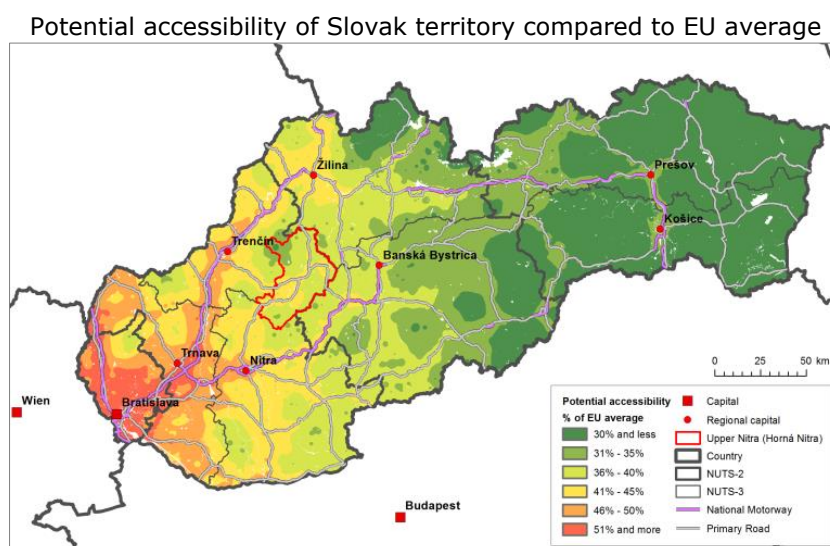 Potential accessibility of Slovak territory compared to EU average
Žilina
Prešov
Košice
Trenčín
Banská Bystrica
Trnava
Nitra
Wien
Bratislava
Budapest
0 25 50 km
Potential accessibility
% of EU average
30% and less
31% - 35%
36% - 40%
41% - 45%
46% - 50%
51% and more
Capital
Regional capital
Upper Nitra (Horná Nitra)
Country
NUTS-2
NUTS-3
National Motorway
Primary Road